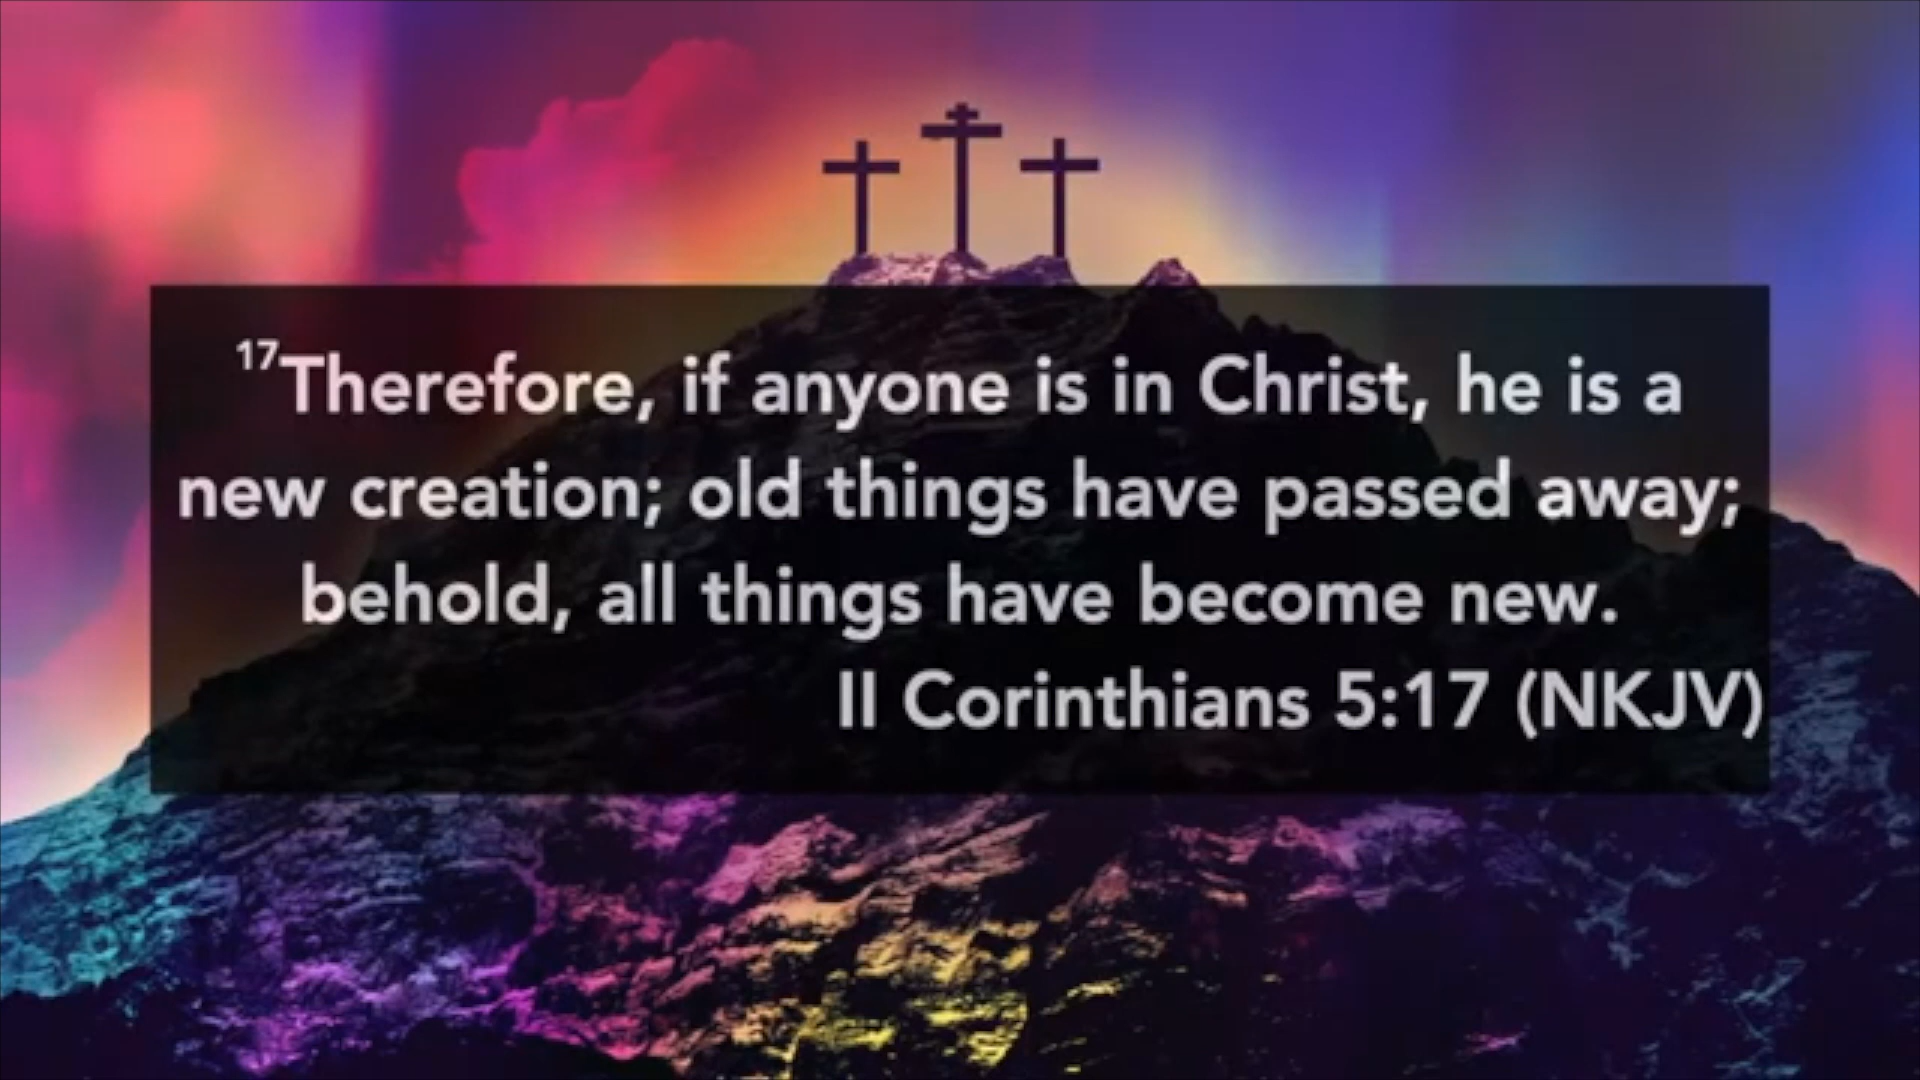 17Therefore, if anyone is in Christ, he is a
new creation; old things have passed away;
behold, all things have become new.
II Corinthians 5:17 (NKJV)